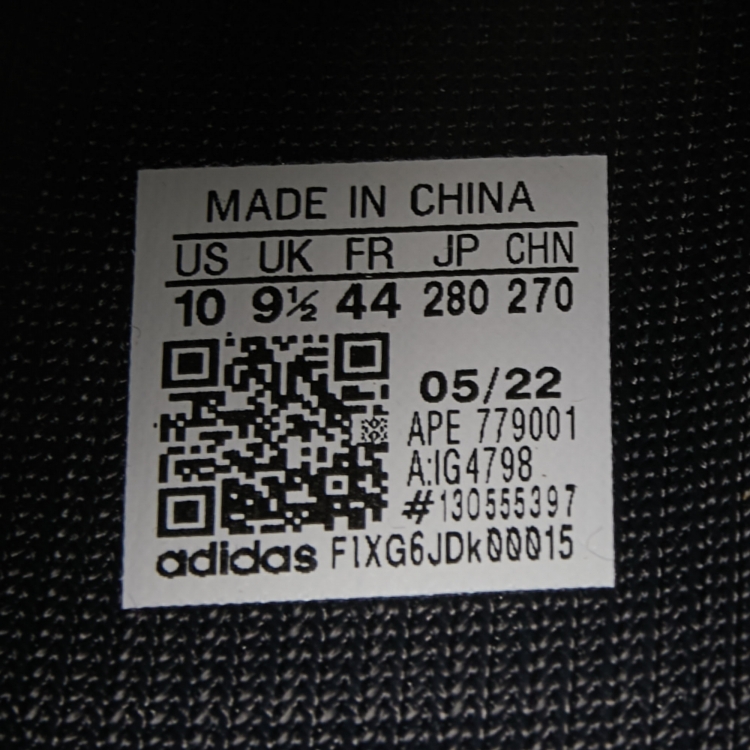 MADE IN CHINA
US UK FR JP CHN
10 9½ 44 280 270
05/22
APE 779001
A:IG4798
#130555397
adidas FlXG6JDk00015